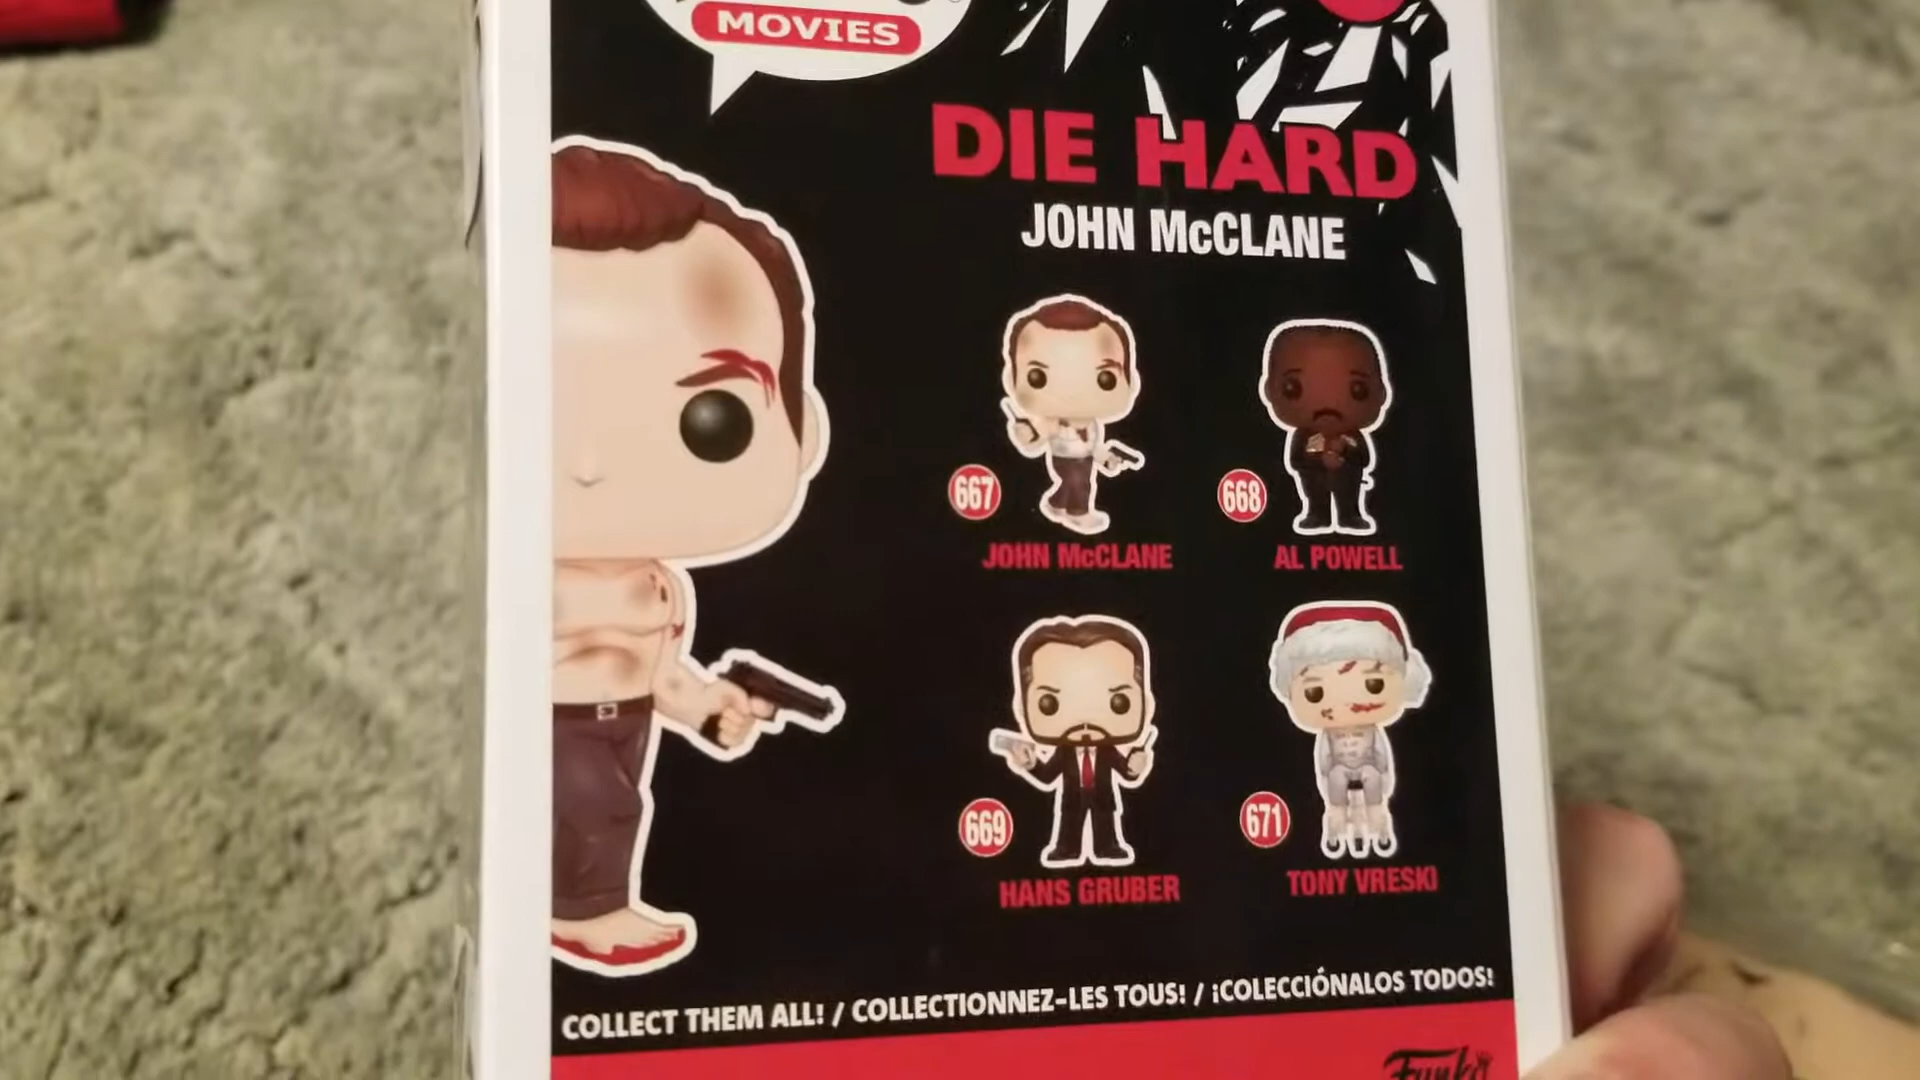 MOVIES
DIE HARD
JOHN McCLANE
667
JOHN McCLANE
668
AL POWELL
669
HANS GRUBER
671
TONY VRESKI
COLLECT THEM ALL! / COLLECTIONNEZ-LES TOUS! / ¡COLECCIÓNALOS TODOS!
Funko